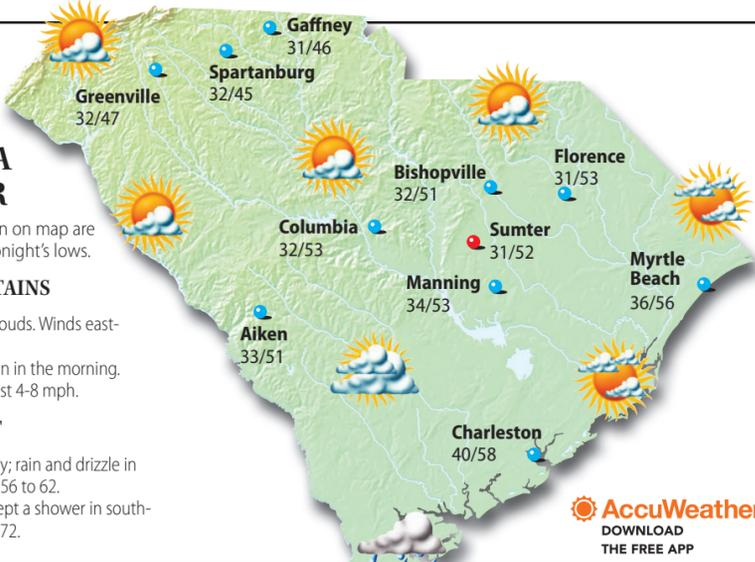 Gaffney
31/46
Spartanburg
32/45
Greenville
32/47
A
R
n on map are
night's lows.
TAINS
ouds. Winds east-
n in the morning.
st 4-8 mph.
y; rain and drizzle in
56 to 62.
ept a shower in south-
72.
Bishopville
32/51
Florence
31/53
Columbia
32/53
Sumter
31/52
Manning
34/53
Myrtle
Beach
36/56
Aiken
33/51
Charleston
40/58
AccuWeather
DOWNLOAD
THE FREE APP